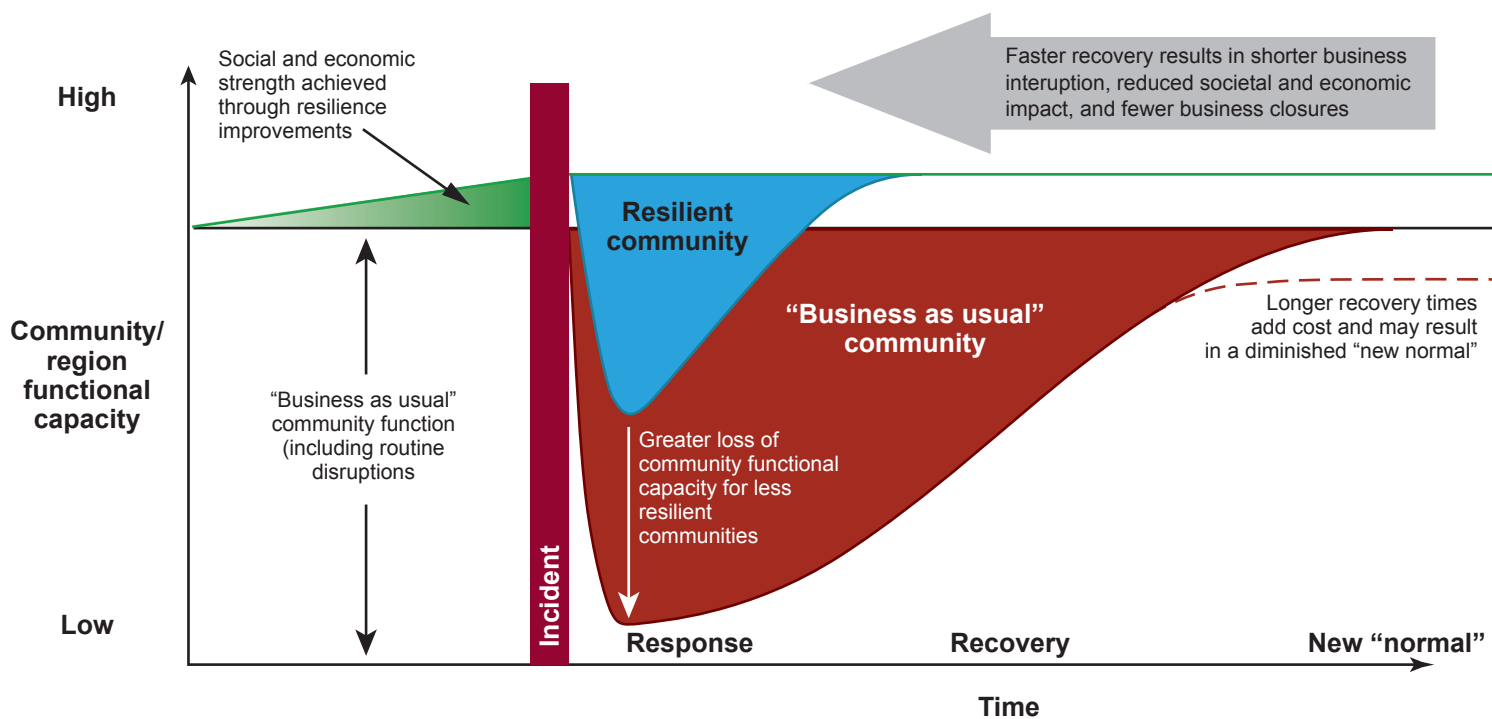 Social and economic
strength achieved
through resilience
improvements
Faster recovery results in shorter business
interuption, reduced societal and economic
impact, and fewer business closures
High
Resilient
community
Community/
region
functional
capacity
“Business as usual”
community
Longer recovery times
add cost and may result
in a diminished “new normal”
“Business as usual”
community function
(including routine
disruptions
Greater loss of
community functional
capacity for less
resilient
communities
Incident
Low
Response
Recovery
New “normal”
Time